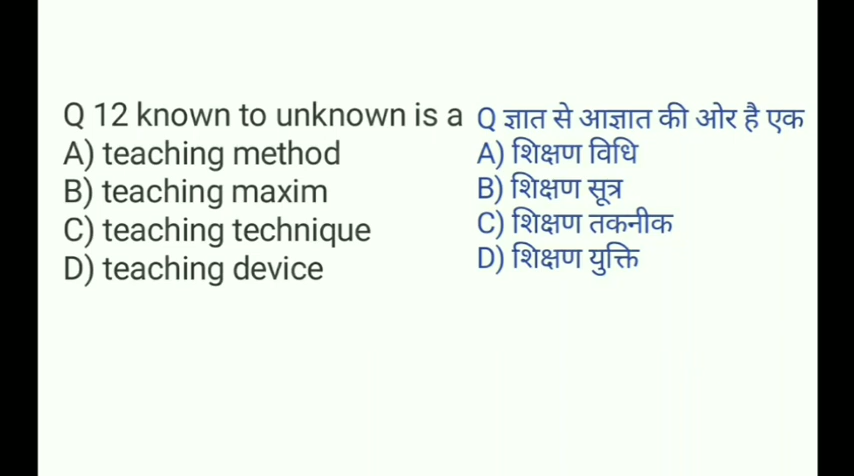 Q 12 known to unknown is a
A) teaching method
B) teaching maxim
C) teaching technique
D) teaching device
Q ज्ञात से आज्ञात की ओर है एक
A) शिक्षण विधि
B) शिक्षण सूत्र
C) शिक्षण तकनीक
D) शिक्षण युक्ति